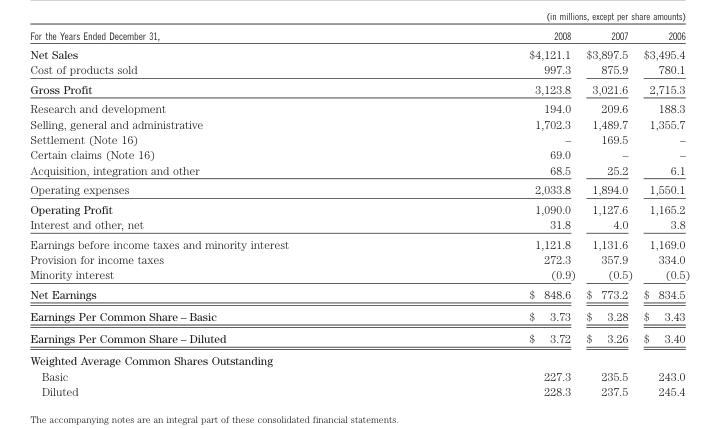 (in millions, except per share amounts)
For the Years Ended December 31, 2008 2007 2006
Net Sales $4,121.1 $3,897.5 $3,495.4
Cost of products sold 997.3 875.9 780.1
Gross Profit 3,123.8 3,021.6 2,715.3
Research and development 194.0 209.6 188.3
Selling, general and administrative 1,702.3 1,489.7 1,355.7
Settlement (Note 16) – 169.5 –
Certain claims (Note 16) 69.0 – –
Acquisition, integration and other 68.5 25.2 6.1
Operating expenses 2,033.8 1,894.0 1,550.1
Operating Profit 1,090.0 1,127.6 1,165.2
Interest and other, net 31.8 4.0 3.8
Earnings before income taxes and minority interest 1,121.8 1,131.6 1,169.0
Provision for income taxes 272.3 357.9 334.0
Minority interest (0.9) (0.5) (0.5)
Net Earnings $ 848.6 $ 773.2 $ 834.5
Earnings Per Common Share – Basic $ 3.73 $ 3.28 $ 3.43
Earnings Per Common Share – Diluted $ 3.72 $ 3.26 $ 3.40
Weighted Average Common Shares Outstanding
Basic 227.3 235.5 243.0
Diluted 228.3 237.5 245.4
The accompanying notes are an integral part of these consolidated financial statements.